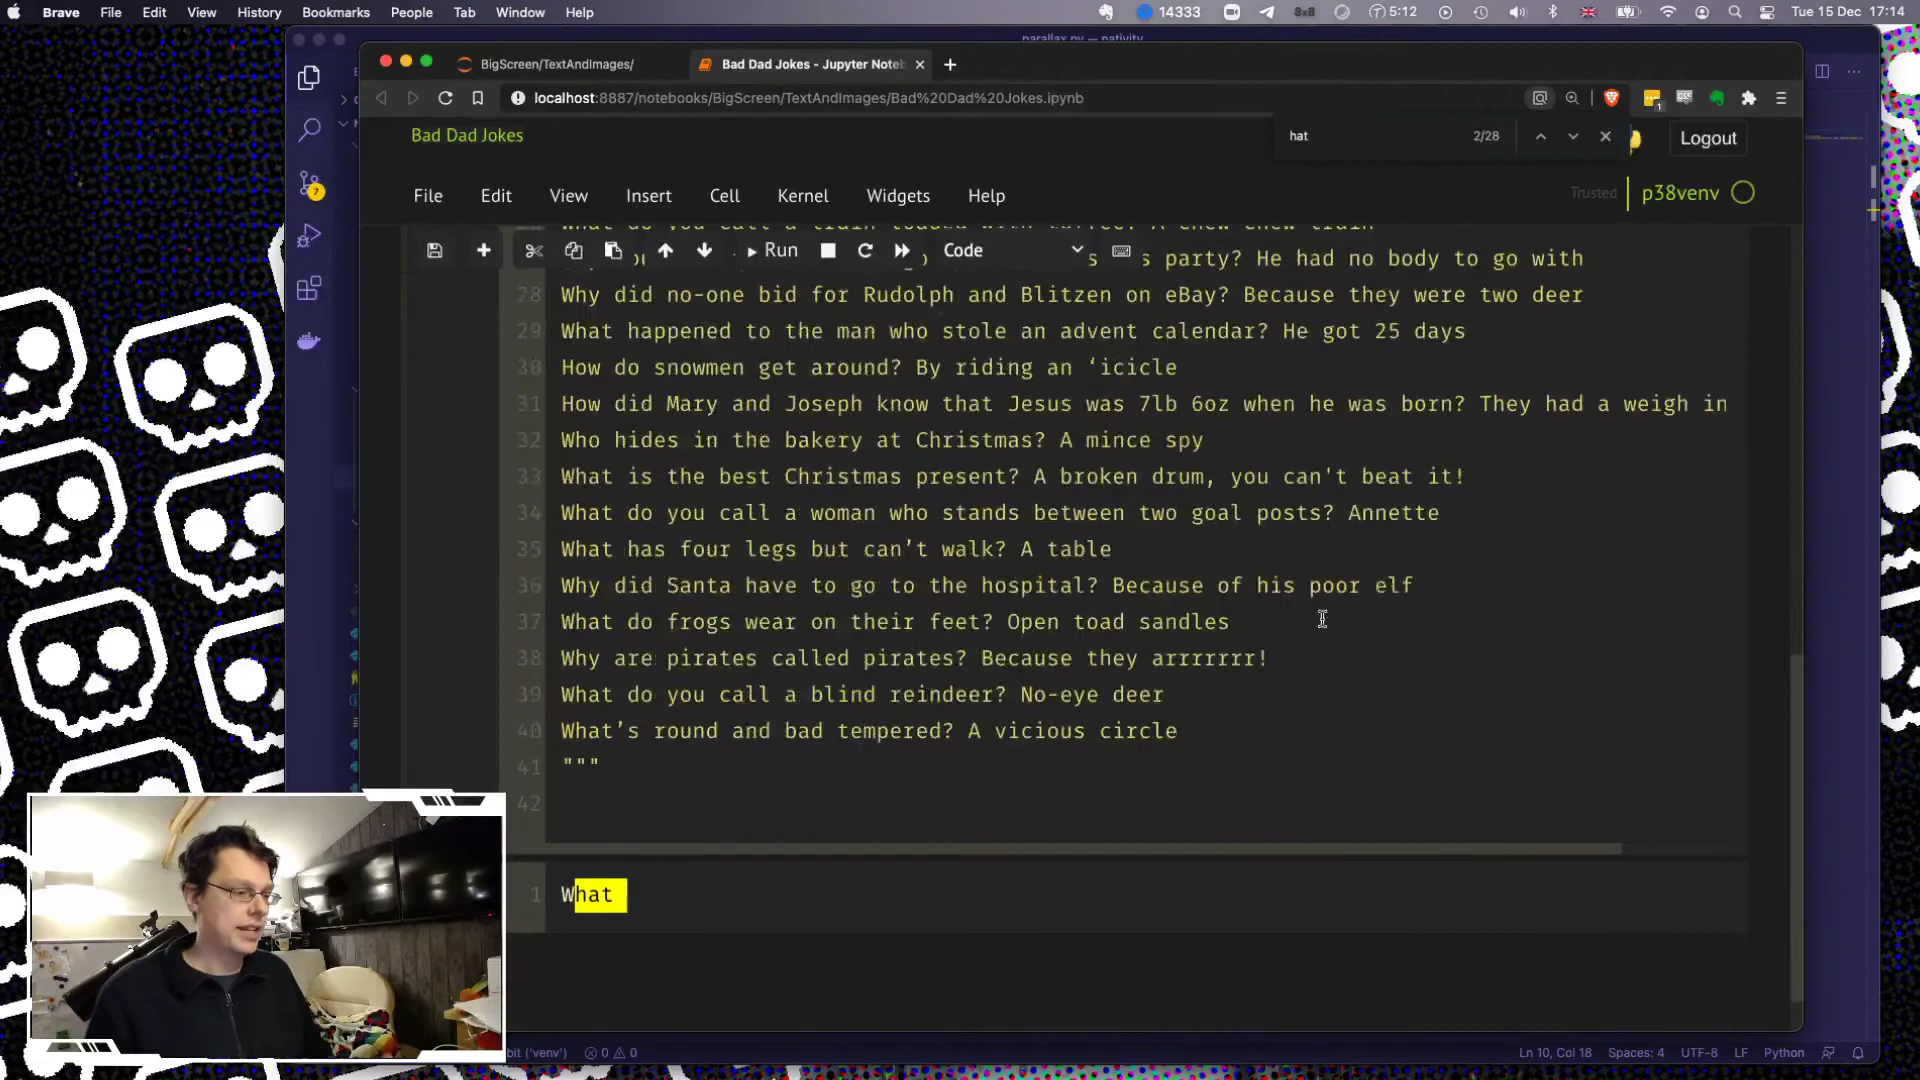 Brave File Edit View History Bookmarks People Tab Window Help 14333 8x8 5:12 Tue 15 Dec 17:14
parallax.py — nativity
BigScreen/TextAndImages/ Bad Dad Jokes - Jupyter Noteb
localhost:8887/notebooks/BigScreen/TextAndImages/Bad%20Dad%20Jokes.ipynb
1
hat 2/28
Bad Dad Jokes Logout
7
File Edit View Insert Cell Kernel Widgets Help Trusted p38venv
Run Code
party? He had no body to go with
28 Why did no-one bid for Rudolph and Blitzen on eBay? Because they were two deer
29 What happened to the man who stole an advent calendar? He got 25 days
30 How do snowmen get around? By riding an ‘icicle
31 How did Mary and Joseph know that Jesus was 7lb 6oz when he was born? They had a weigh in
32 Who hides in the bakery at Christmas? A mince spy
33 What is the best Christmas present? A broken drum, you can't beat it!
34 What do you call a woman who stands between two goal posts? Annette
35 What has four legs but can’t walk? A table
36 Why did Santa have to go to the hospital? Because of his poor elf
37 What do frogs wear on their feet? Open toad sandles
38 Why are pirates called pirates? Because they arrrrrrr!
39 What do you call a blind reindeer? No-eye deer
40 What’s round and bad tempered? A vicious circle
41 """
42
1 What
bit ('venv') 0 0 Ln 10, Col 18 Spaces: 4 UTF-8 LF Python